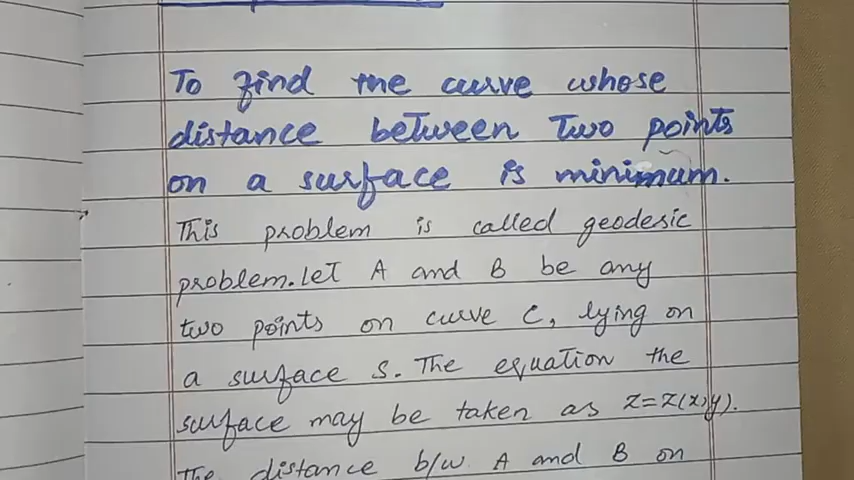 To find the curve whose
distance between two points
on a surface is minimum.
This problem is called geodesic
problem. Let A and B be any
two points on curve C, lying on
a surface S. The equation the
surface may be taken as z=z(x,y).
The distance b/w A and B on